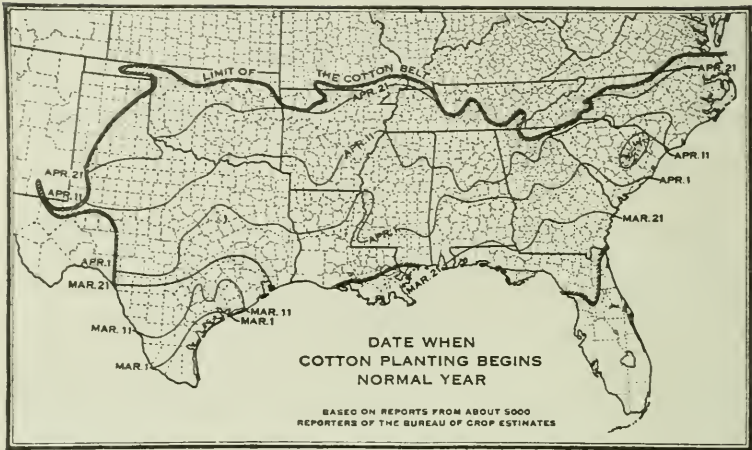 LIMIT OF THE COTTON BELT
APR. 21
APR. 21
APR. 11
APR. 11
APR. 1
APR. 21
APR. 11
MAR. 21
APR. 1
APR. 1
MAR. 21
MAR. 21
MAR. 11
MAR. 1
MAR. 11
MAR. 1
DATE WHEN
COTTON PLANTING BEGINS
NORMAL YEAR
BASED ON REPORTS FROM ABOUT 5000
REPORTERS OF THE BUREAU OF CROP ESTIMATES